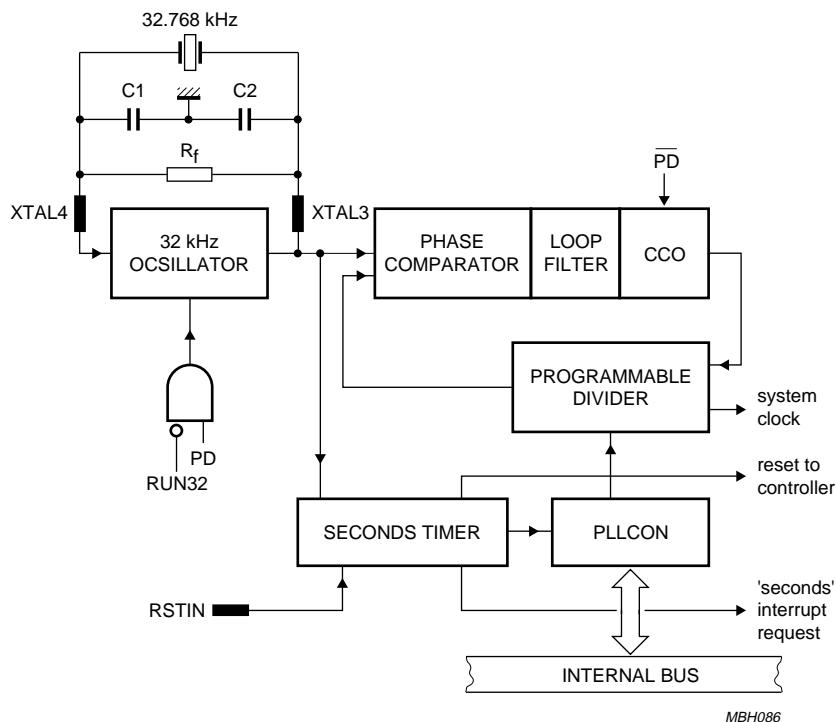 32.768 kHz
C1
C2
Rf
PD
XTAL4
XTAL3
32 kHz
OCSILLATOR
PHASE
COMPARATOR
LOOP
FILTER
CCO
PROGRAMMABLE
DIVIDER
system
clock
PD
RUN32
reset to
controller
SECONDS TIMER
PLLCON
RSTIN
'seconds'
interrupt
request
INTERNAL BUS
MBH086